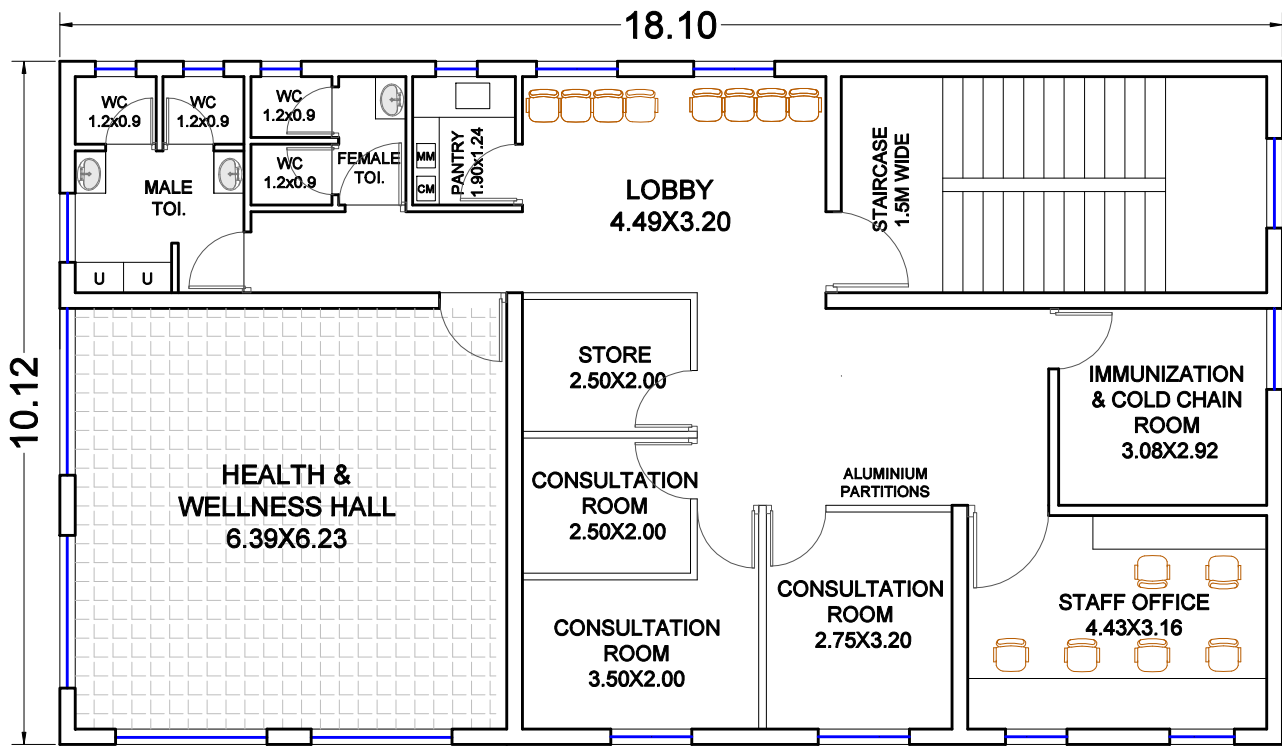 18.10
10.12
WC
1.2x0.9
WC
1.2x0.9
WC
1.2x0.9
WC
1.2x0.9
MALE
TOI.
FEMALE
TOI.
U
U
MM
CM
PANTRY
1.90x1.24
LOBBY
4.49X3.20
STAIRCASE
1.5M WIDE
STORE
2.50X2.00
IMMUNIZATION
& COLD CHAIN
ROOM
3.08X2.92
HEALTH &
WELLNESS HALL
6.39X6.23
CONSULTATION
ROOM
2.50X2.00
ALUMINIUM
PARTITIONS
CONSULTATION
ROOM
3.50X2.00
CONSULTATION
ROOM
2.75X3.20
STAFF OFFICE
4.43X3.16